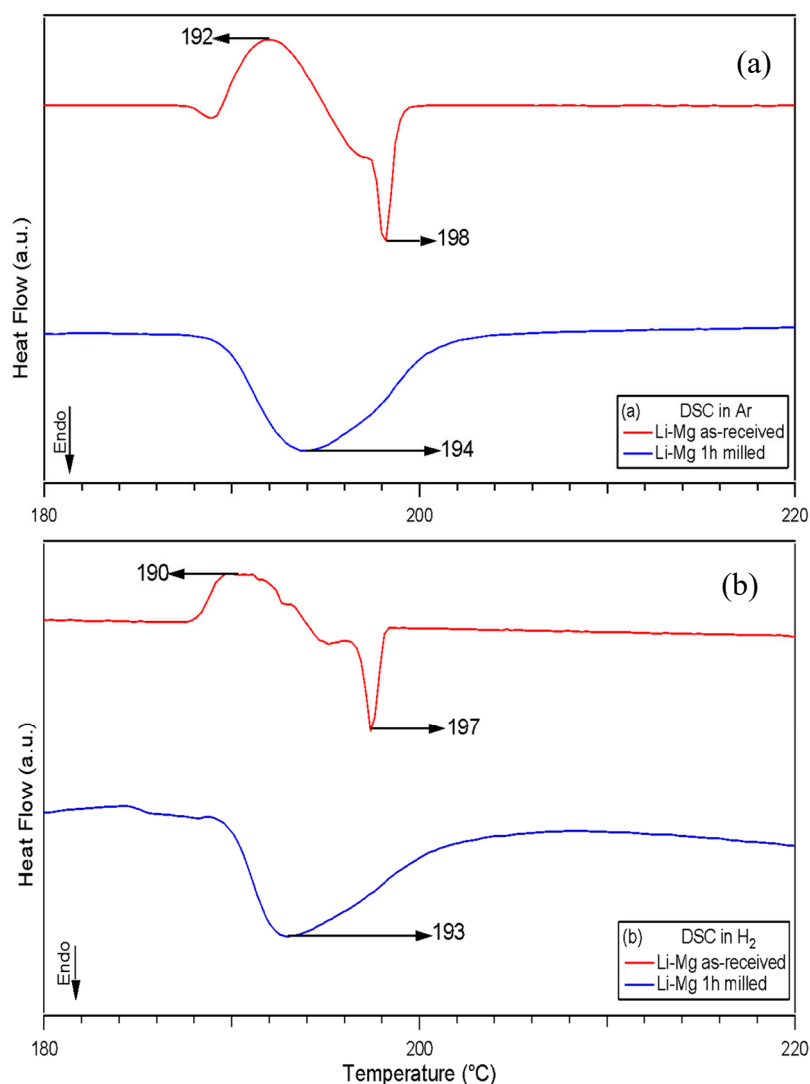 192
(a)
198
Heat Flow (a.u.)
194
Endo
(a) DSC in Ar
Li-Mg as-received
Li-Mg 1h milled
180 200 220
190
(b)
197
Heat Flow (a.u.)
193
Endo
(b) DSC in H₂
Li-Mg as-received
Li-Mg 1h milled
180 200 220
Temperature (°C)